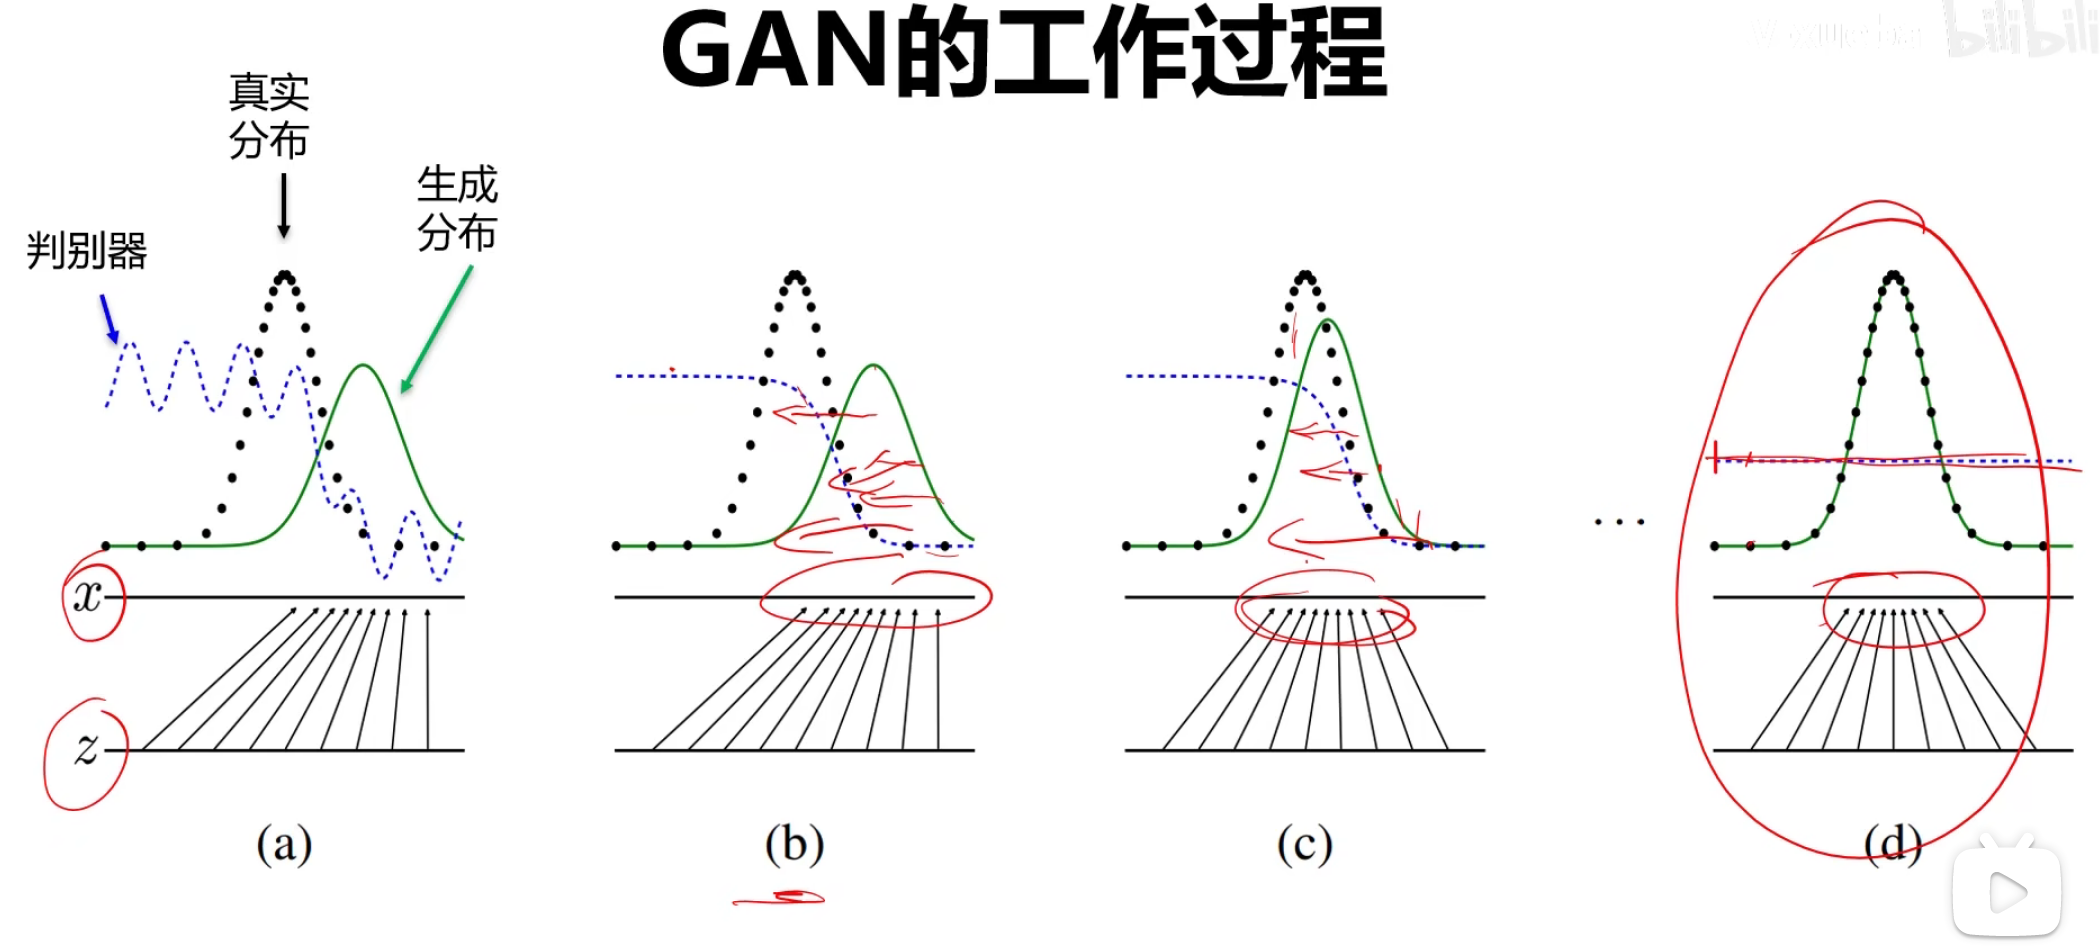 GAN的工作过程
bilibili
真实
分布
生成
分布
判别器
x
z
...
(a)
(b)
(c)
(d)